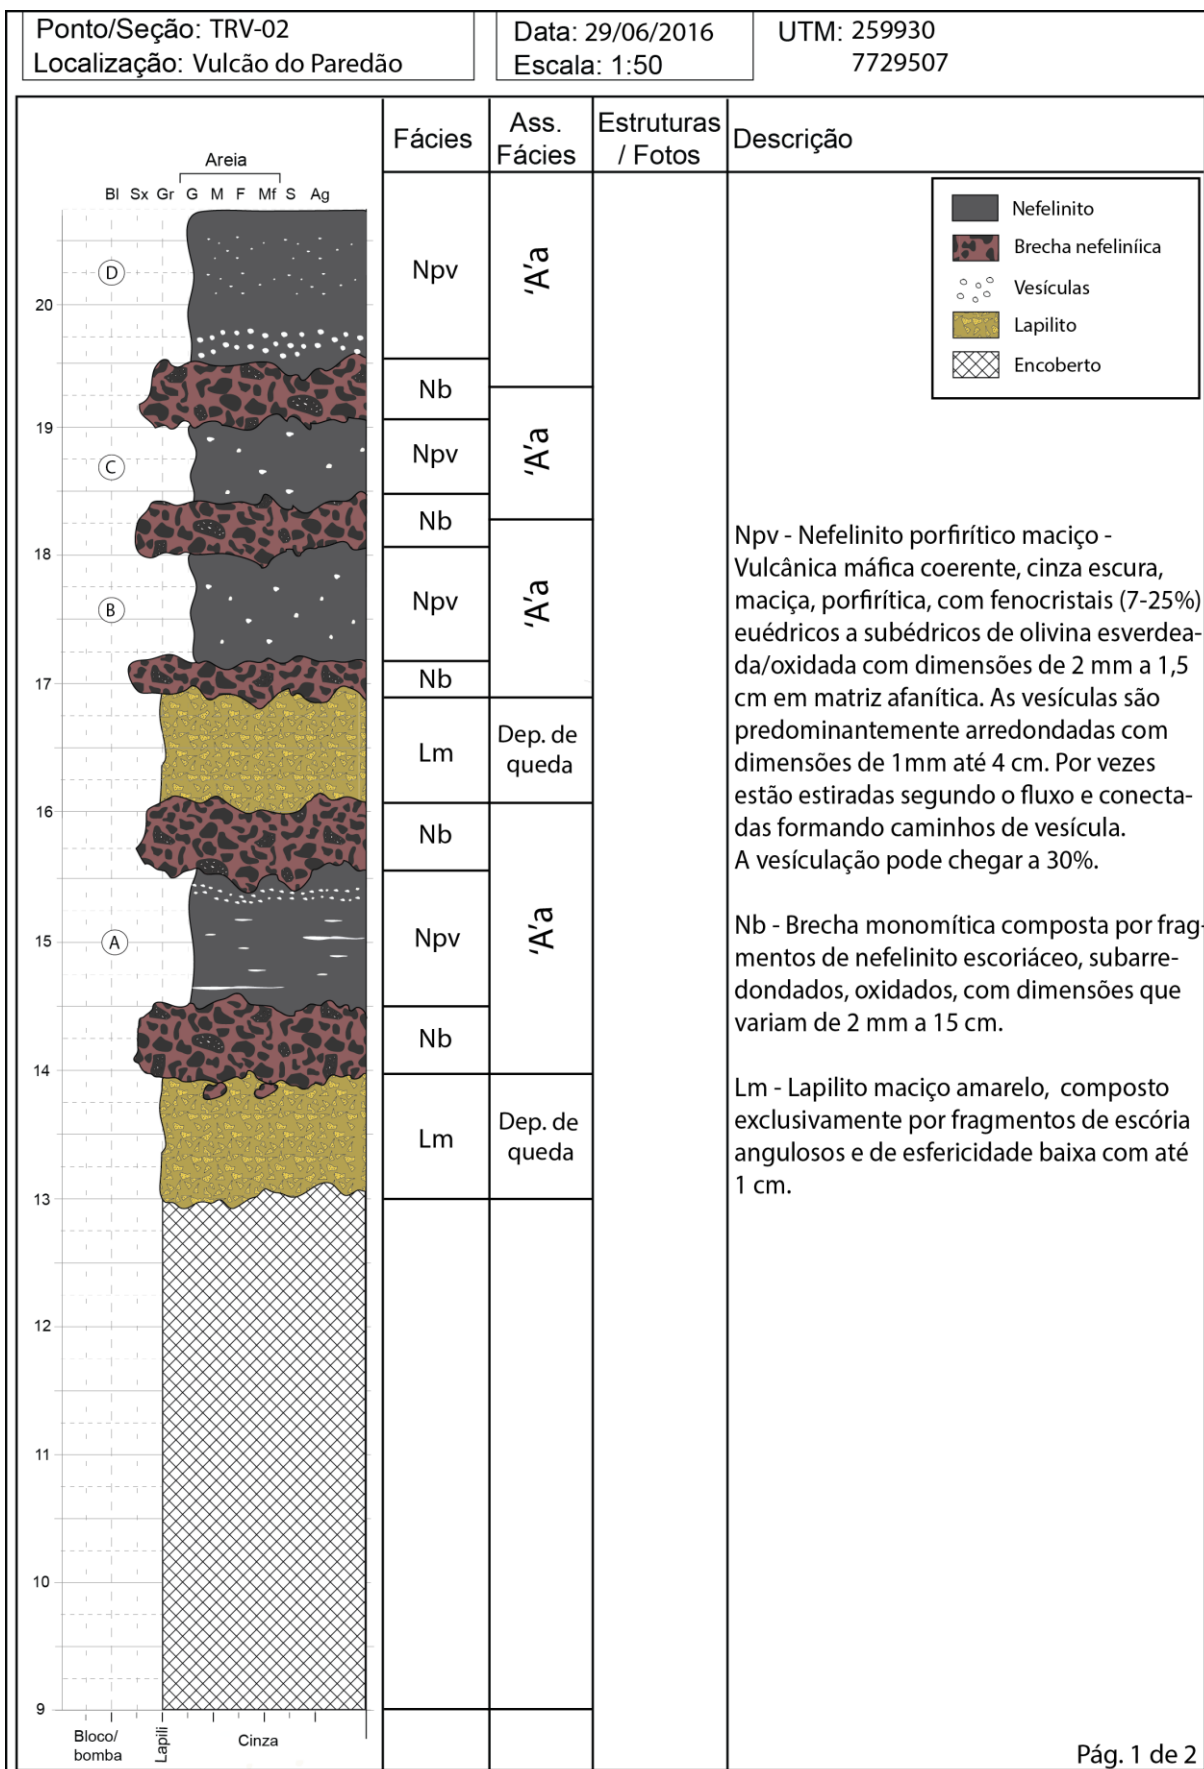 Ponto/Seção: TRV-02
Localização: Vulcão do Paredão
Data: 29/06/2016
Escala: 1:50
UTM: 259930
7729507
Fácies
Ass.
Fácies
Estruturas
/ Fotos
Descrição
Areia
Bl Sx Gr G M F Mf S Ag
Nefelinito
Brecha nefeliníica
Vesículas
Lapilito
Encoberto
D
20
Npv
'A'a
Nb
19
C
Npv
'A'a
Nb
18
B
Npv
'A'a
Nb
17
Lm
Dep. de
queda
16
Nb
A
15
Npv
'A'a
Nb
14
Lm
Dep. de
queda
13
12
11
10
9
Npv - Nefelinito porfirítico maciço -
Vulcânica máfica coerente, cinza escura,
maciça, porfirítica, com fenocristais (7-25%)
euédricos a subédricos de olivina esverdea-
da/oxidada com dimensões de 2 mm a 1,5
cm em matriz afanítica. As vesículas são
predominantemente arredondadas com
dimensões de 1mm até 4 cm. Por vezes
estão estiradas segundo o fluxo e conecta-
das formando caminhos de vesícula.
A vesículação pode chegar a 30%.
Nb - Brecha monomítica composta por frag-
mentos de nefelinito escoriáceo, subarre-
dondados, oxidados, com dimensões que
variam de 2 mm a 15 cm.
Lm - Lapilito maciço amarelo, composto
exclusivamente por fragmentos de escória
angulosos e de esfericidade baixa com até
1 cm.
Bloco/
bomba
Lapili
Cinza
Pág. 1 de 2